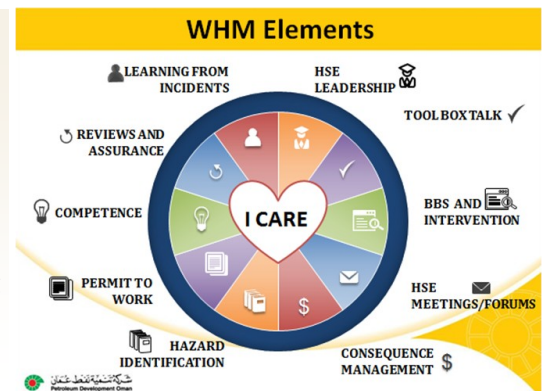 WHM Elements
LEARNING FROM
INCIDENTS
HSE
LEADERSHIP
TOOL BOX TALK
REVIEWS AND
ASSURANCE
COMPETENCE
I CARE
BBS AND
INTERVENTION
PERMIT TO
WORK
HSE
MEETINGS/FORUMS
HAZARD
IDENTIFICATION
CONSEQUENCE
MANAGEMENT
$
$
شركة تنمية نفط عمان
Petroleum Development Oman